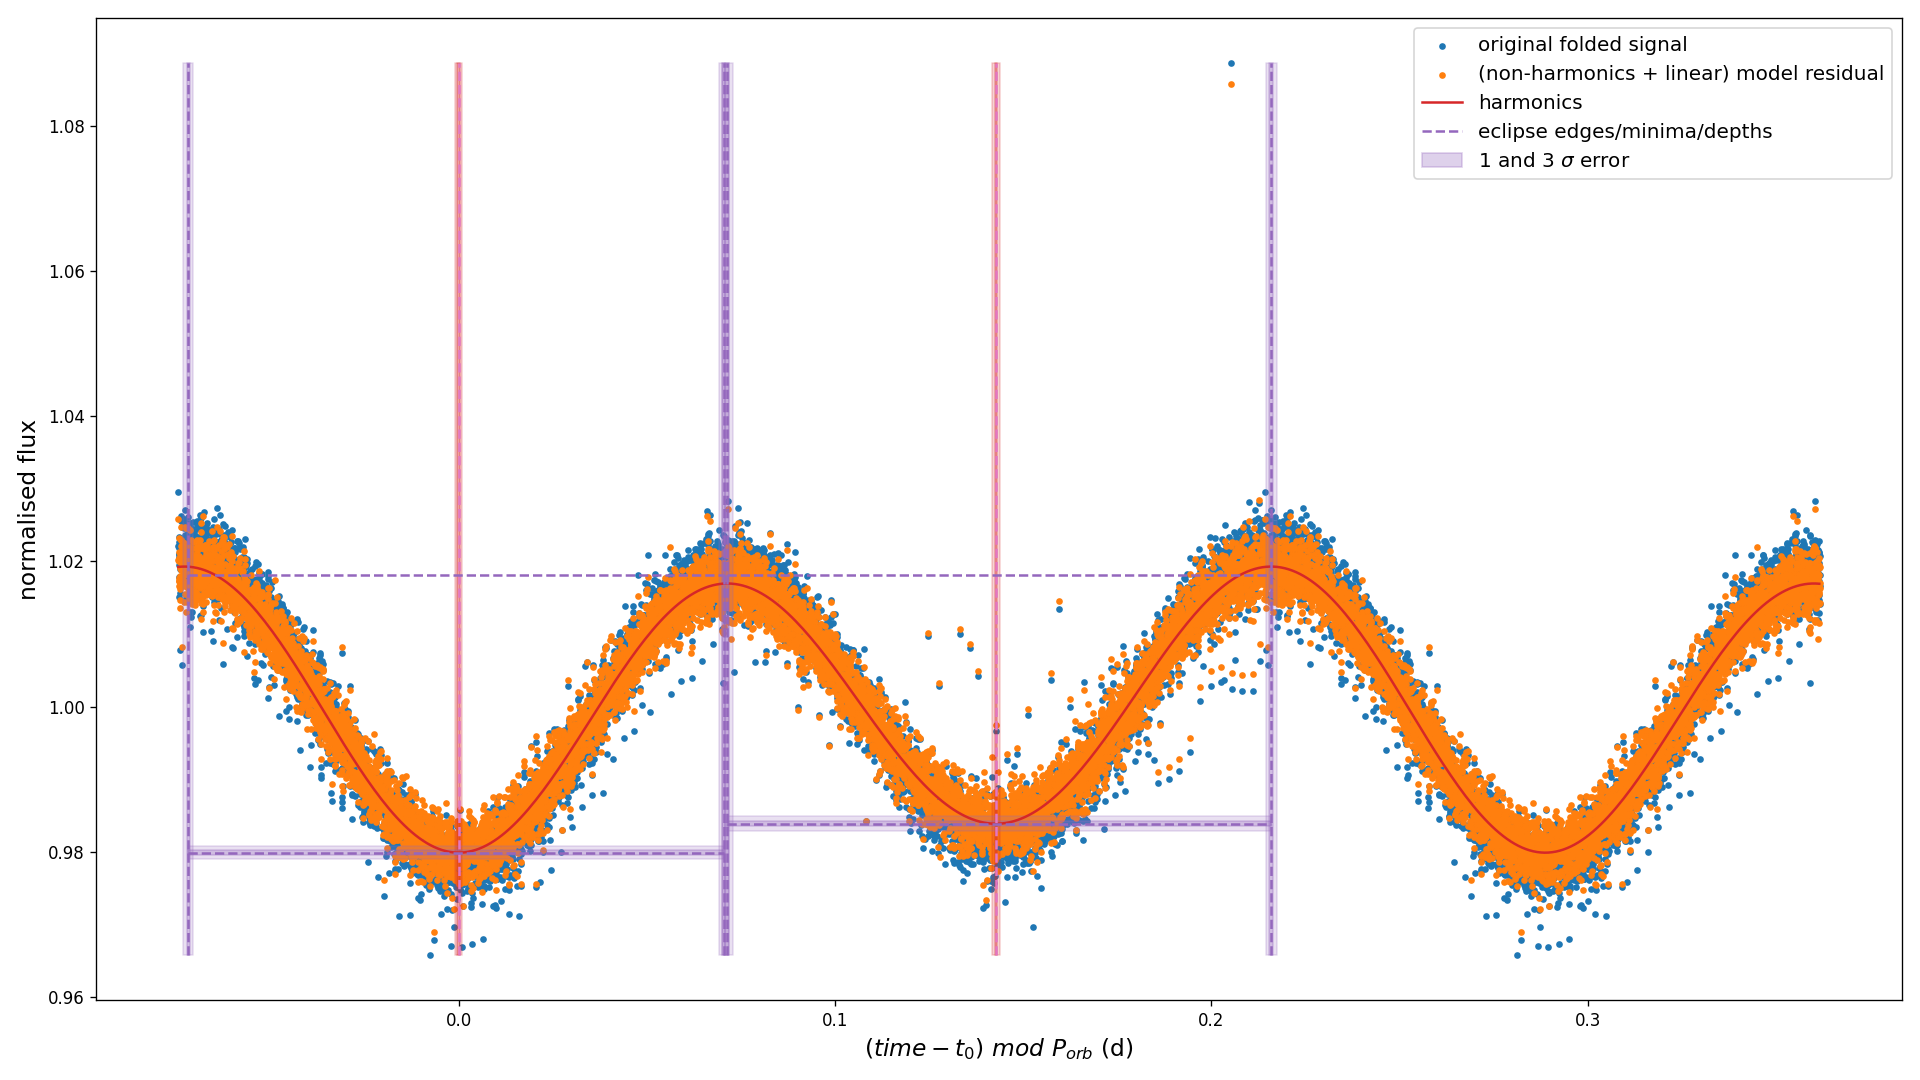 original folded signal
(non-harmonics + linear) model residual
harmonics
eclipse edges/minima/depths
1 and 3 σ error
normalised flux
1.08
1.06
1.04
1.02
1.00
0.98
0.96
0.0 0.1 0.2 0.3
(time − t₀) mod P_orb (d)